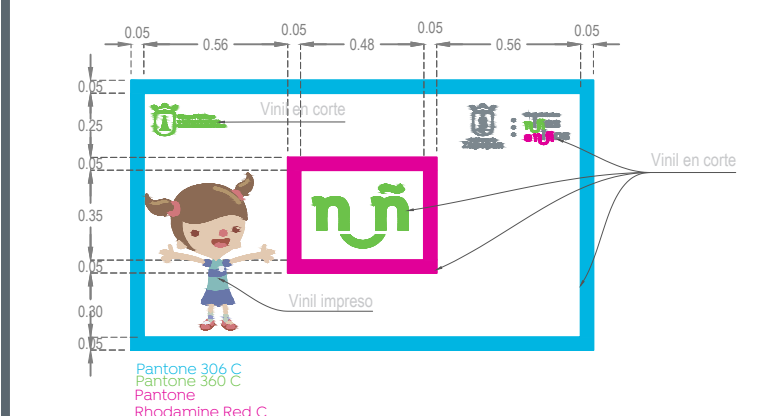 0.05 0.05 0.05 0.05
0.56 0.48 0.56
0.05
0.25
0.05
0.35
0.05
0.30
0.05
Vinil en corte
Vinil en corte
nuñ
Vinil impreso
Pantone 306 C
Pantone 360 C
Pantone
Rhodamine Red C